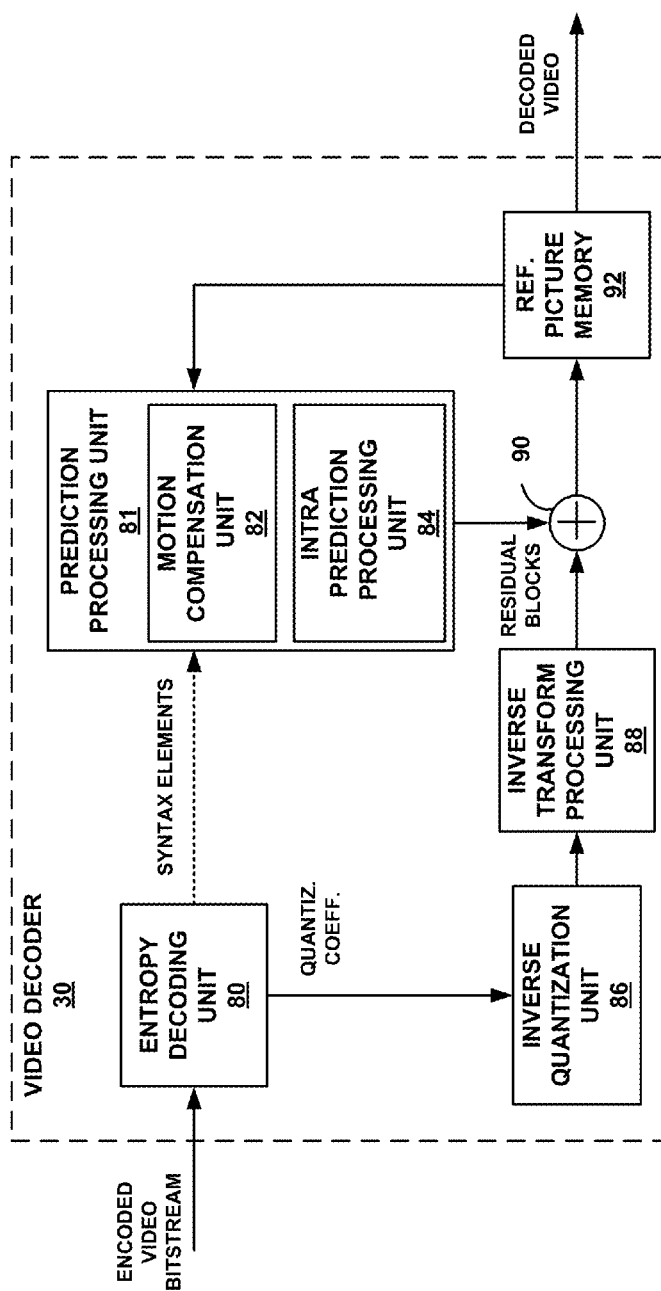 VIDEO DECODER
30
ENCODED
VIDEO
BITSTREAM
ENTROPY
DECODING
UNIT
80
SYNTAX ELEMENTS
QUANTIZ.
COEFF.
PREDICTION
PROCESSING UNIT
81
MOTION
COMPENSATION
UNIT
82
INTRA
PREDICTION
PROCESSING
UNIT
84
INVERSE
QUANTIZATION
UNIT
86
INVERSE
TRANSFORM
PROCESSING
UNIT
88
RESIDUAL
BLOCKS
90
REF.
PICTURE
MEMORY
92
DECODED
VIDEO